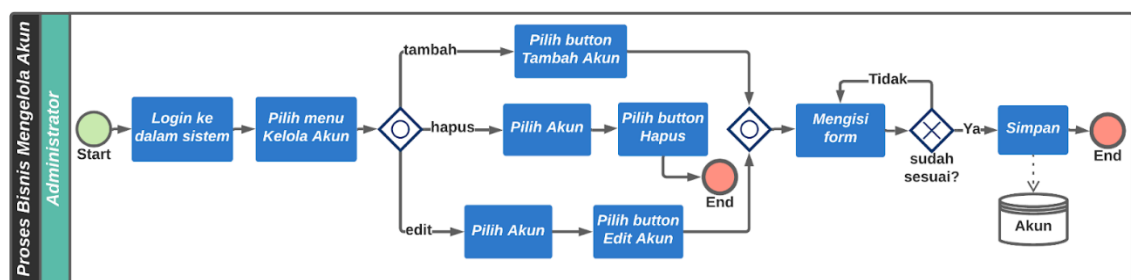 Proses Bisnis Mengelola Akun
Administrator
Start
Login ke
dalam sistem
Pilih menu
Kelola Akun
tambah
Pilih button
Tambah Akun
hapus
Pilih Akun
Pilih button
Hapus
End
edit
Pilih Akun
Pilih button
Edit Akun
Mengisi
form
Tidak
sudah
sesuai?
Ya
Simpan
End
Akun